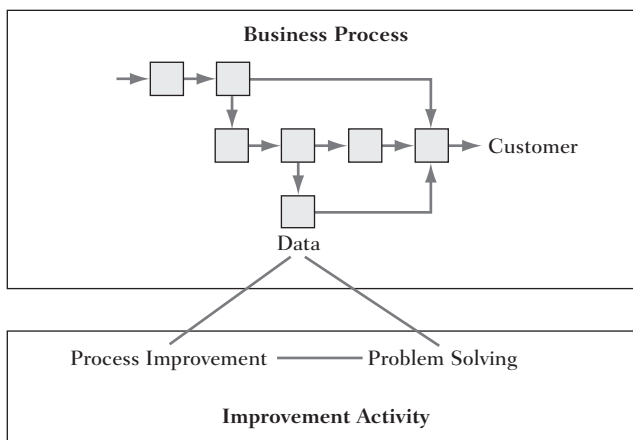 Business Process
Customer
Data
Process Improvement
Problem Solving
Improvement Activity